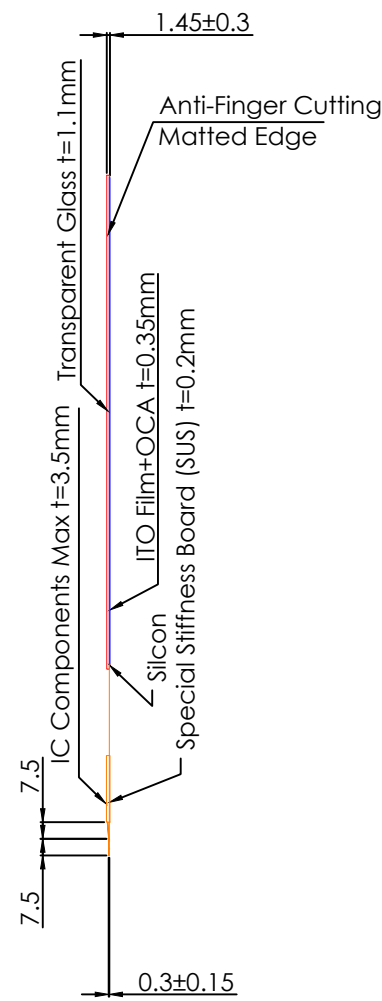 1.45±0.3
Anti-Finger Cutting
Matted Edge
Transparent Glass t=1.1mm
ITO Film+OCA t=0.35mm
Special Stiffness Board (SUS) t=0.2mm
IC Components Max t=3.5mm
Silcon
7.5
7.5
0.3±0.15